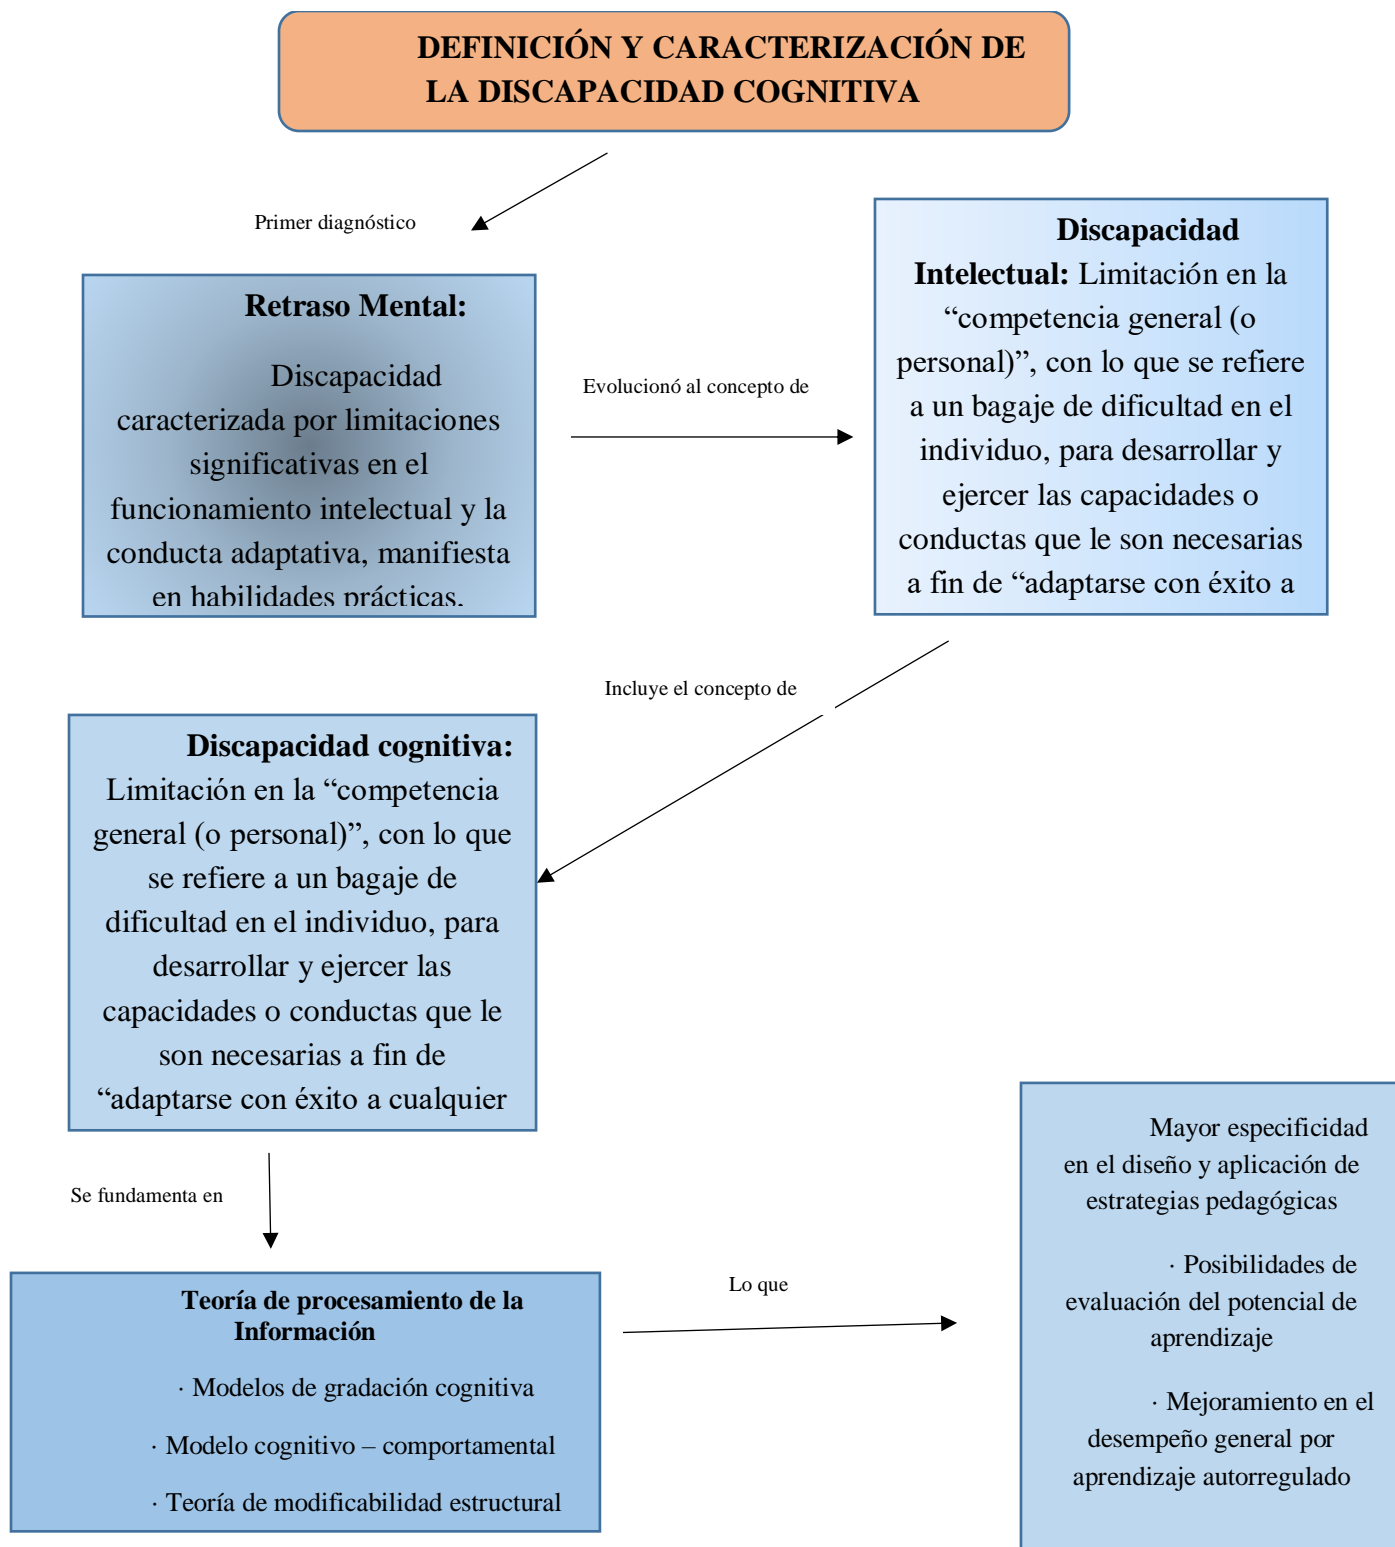 DEFINICIÓN Y CARACTERIZACIÓN DE
LA DISCAPACIDAD COGNITIVA
Primer diagnóstico
Retraso Mental:
Discapacidad
caracterizada por limitaciones
significativas en el
funcionamiento intelectual y la
conducta adaptativa, manifiesta
en habilidades prácticas,
Evolucionó al concepto de
Discapacidad
Intelectual: Limitación en la
“competencia general (o
personal)”, con lo que se refiere
a un bagaje de dificultad en el
individuo, para desarrollar y
ejercer las capacidades o
conductas que le son necesarias
a fin de “adaptarse con éxito a
Incluye el concepto de
Discapacidad cognitiva:
Limitación en la “competencia
general (o personal)”, con lo que
se refiere a un bagaje de
dificultad en el individuo, para
desarrollar y ejercer las
capacidades o conductas que le
son necesarias a fin de
“adaptarse con éxito a cualquier
Se fundamenta en
Teoría de procesamiento de la
Información
· Modelos de gradación cognitiva
· Modelo cognitivo – comportamental
· Teoría de modificabilidad estructural
Lo que
Mayor especificidad
en el diseño y aplicación de
estrategias pedagógicas
· Posibilidades de
evaluación del potencial de
aprendizaje
· Mejoramiento en el
desempeño general por
aprendizaje autorregulado